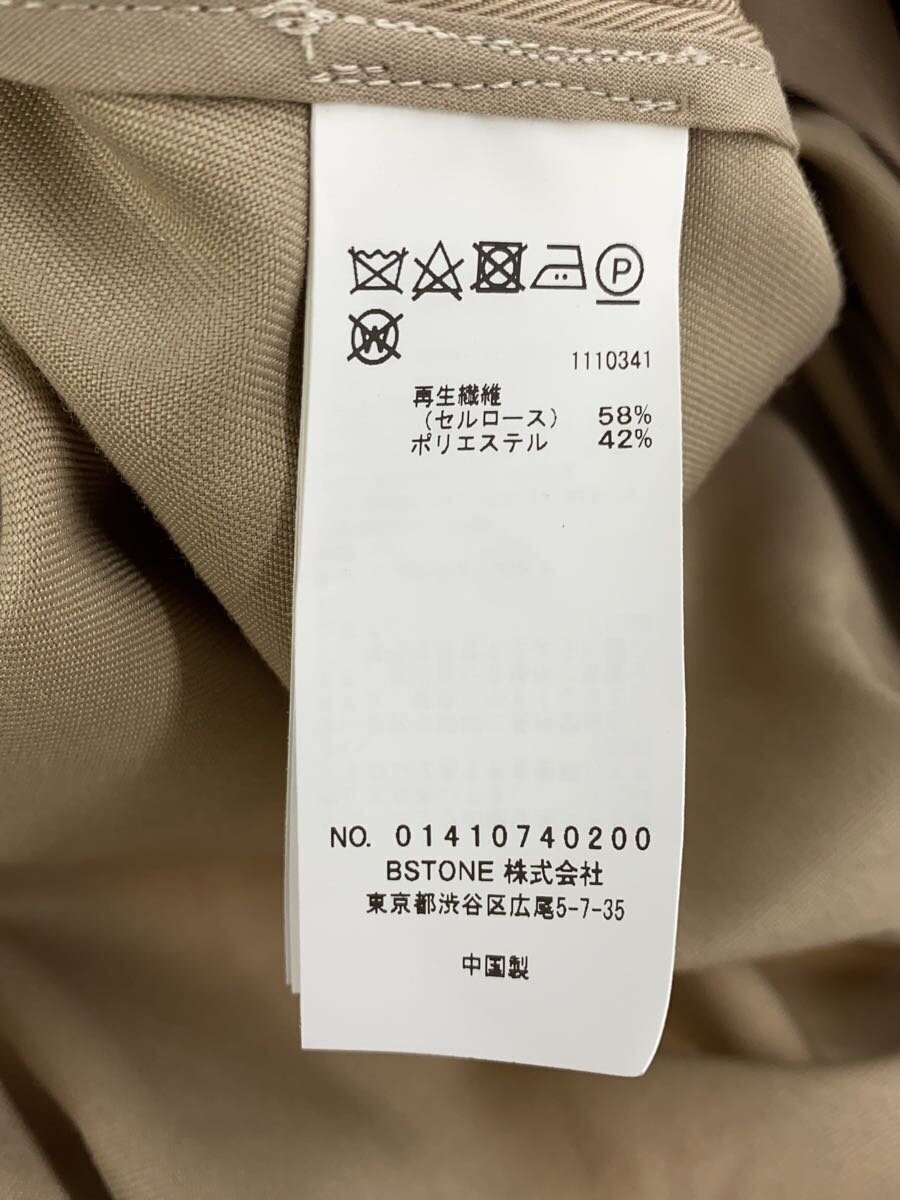 P
W
1110341
再生繊維
(セルロース) 58%
ポリエステル 42%
NO. 01410740200
BSTONE 株式会社
東京都渋谷区広尾5-7-35
中国製